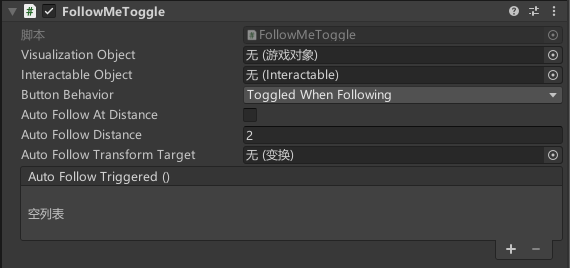 FollowMeToggle
脚本 FollowMeToggle
Visualization Object 无 (游戏对象)
Interactable Object 无 (Interactable)
Button Behavior Toggled When Following
Auto Follow At Distance
Auto Follow Distance 2
Auto Follow Transform Target 无 (变换)
Auto Follow Triggered ()
空列表